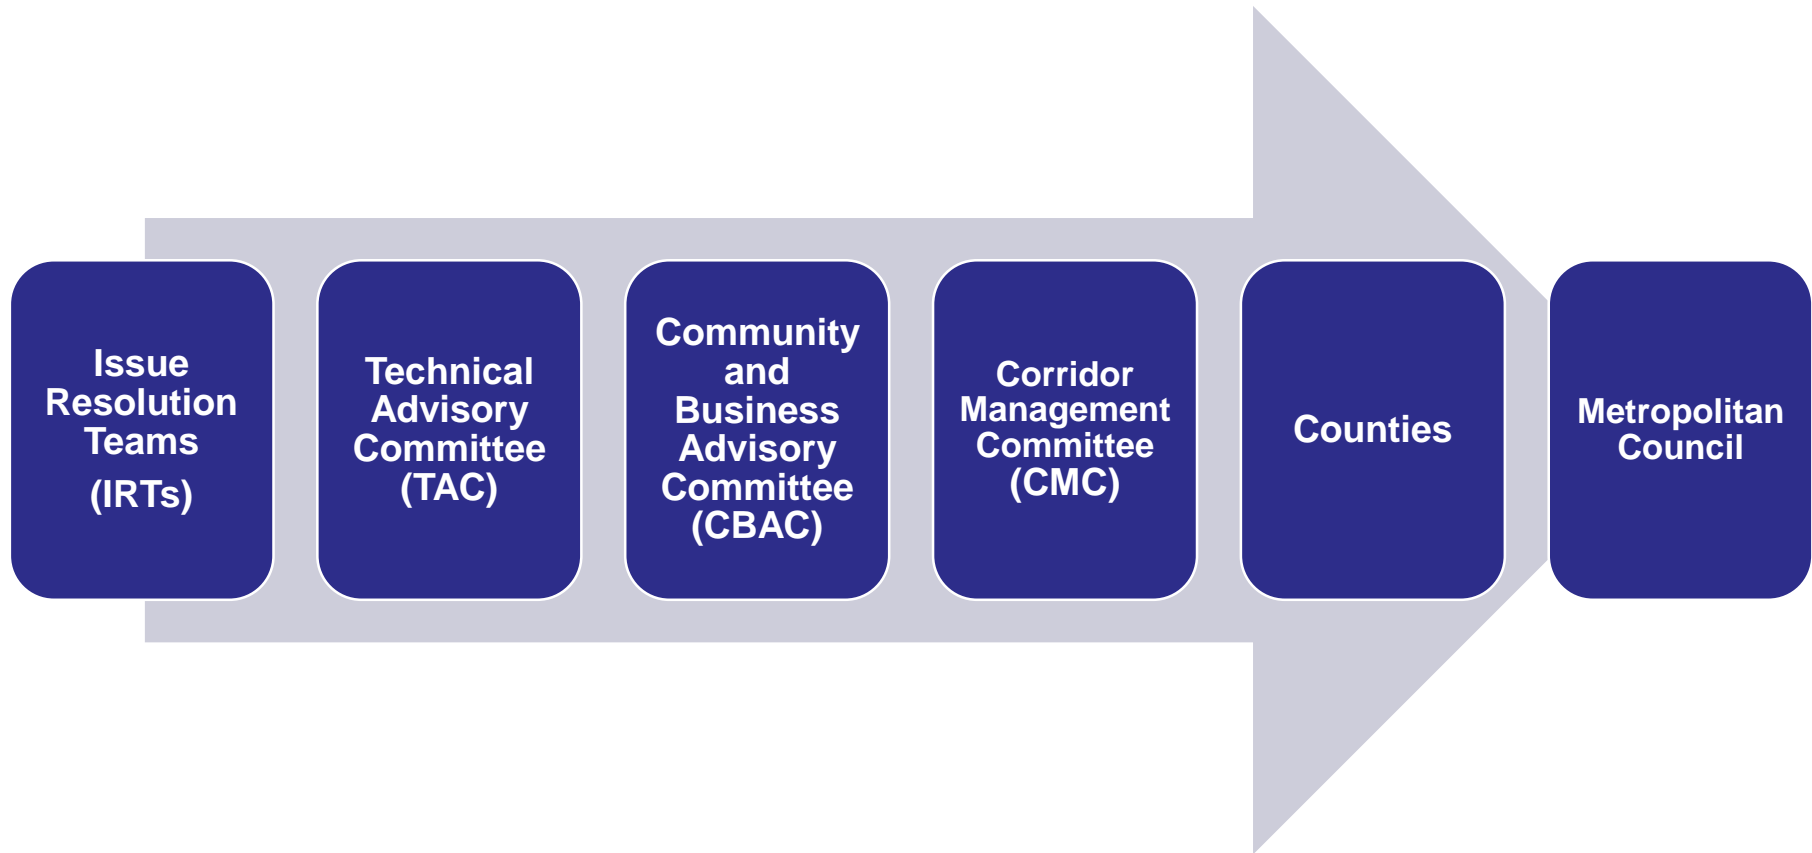 Issue
Resolution
Teams
(IRTs)
Technical
Advisory
Committee
(TAC)
Community
and
Business
Advisory
Committee
(CBAC)
Corridor
Management
Committee
(CMC)
Counties
Metropolitan
Council